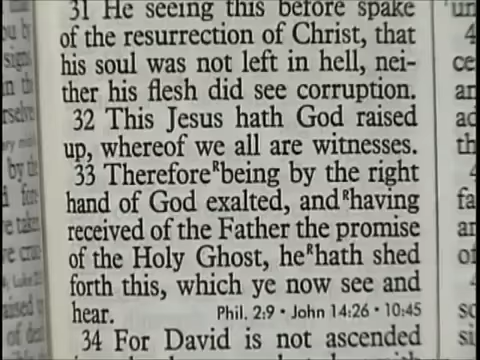 31 He seeing this before spake
of the resurrection of Christ, that
his soul was not left in hell, nei-
ther his flesh did see corruption.
32 This Jesus hath God raised
up, whereof we all are witnesses.
33 Therefore ᴿbeing by the right
hand of God exalted, and ᴿhaving
received of the Father the promise
of the Holy Ghost, he ᴿhath shed
forth this, which ye now see and
hear. Phil. 2:9 • John 14:26 • 10:45
34 For David is not ascended